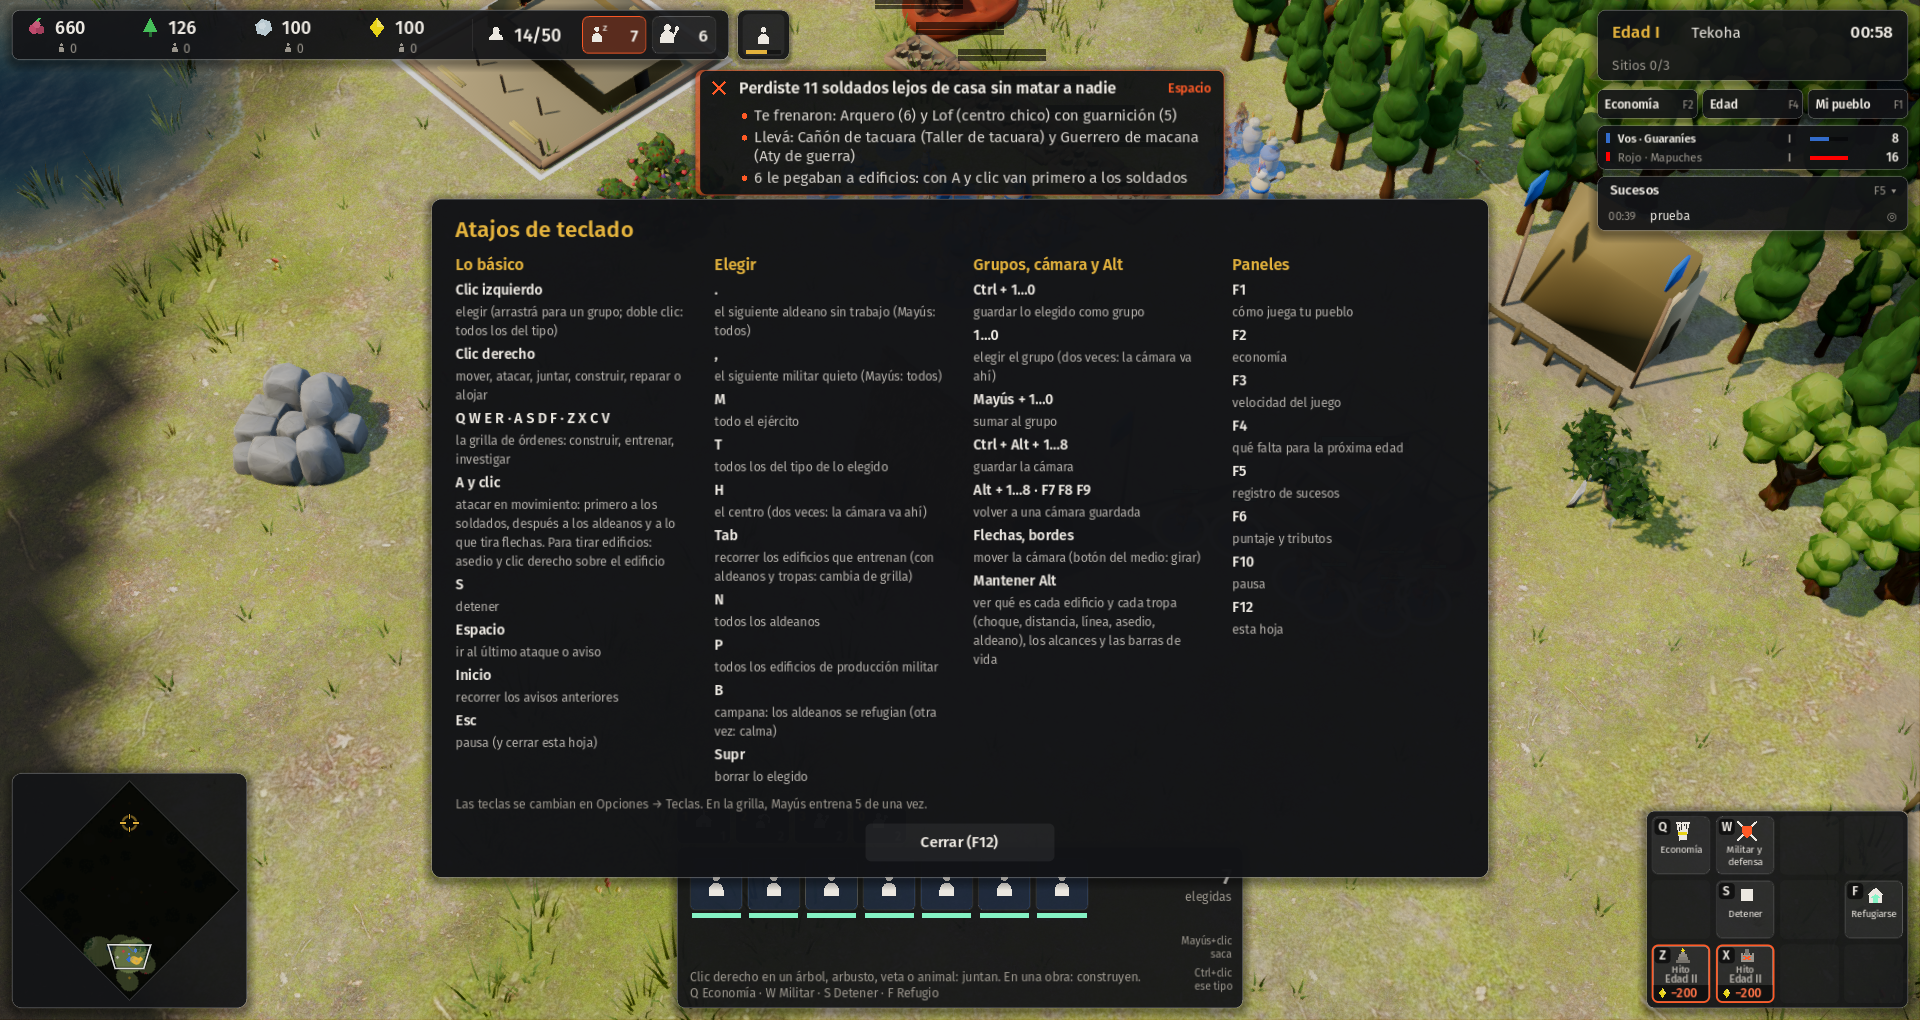 660
126
100
100
0
0
0
0
14/50
z
7
6
Edad I Tekoha 00:58
Sitios 0/3
Economía F2
Edad F4
Mi pueblo F1
Vos · Guaraníes I 8
Rojo · Mapuches I 16
Sucesos F5
00:39 prueba
Perdiste 11 soldados lejos de casa sin matar a nadie Espacio
Te frenaron: Arquero (6) y Lof (centro chico) con guarnición (5)
Llevá: Cañón de tacuara (Taller de tacuara) y Guerrero de macana
(Aty de guerra)
6 le pegaban a edificios: con A y clic van primero a los soldados
Atajos de teclado
Lo básico
Clic izquierdo
elegir (arrastrá para un grupo; doble clic:
todos los del tipo)
Clic derecho
mover, atacar, juntar, construir, reparar o
alojar
Q W E R · A S D F · Z X C V
la grilla de órdenes: construir, entrenar,
investigar
A y clic
atacar en movimiento: primero a los
soldados, después a los aldeanos y a lo
que tira flechas. Para tirar edificios:
asedio y clic derecho sobre el edificio
S
detener
Espacio
ir al último ataque o aviso
Inicio
recorrer los avisos anteriores
Esc
pausa (y cerrar esta hoja)
Elegir
.
el siguiente aldeano sin trabajo (Mayús:
todos)
,
el siguiente militar quieto (Mayús: todos)
M
todo el ejército
T
todos los del tipo de lo elegido
H
el centro (dos veces: la cámara va ahí)
Tab
recorrer los edificios que entrenan (con
aldeanos y tropas: cambia de grilla)
N
todos los aldeanos
P
todos los edificios de producción militar
B
campana: los aldeanos se refugian (otra
vez: calma)
Supr
borrar lo elegido
Grupos, cámara y Alt
Ctrl + 1...0
guardar lo elegido como grupo
1...0
elegir el grupo (dos veces: la cámara va
ahí)
Mayús + 1...0
sumar al grupo
Ctrl + Alt + 1...8
guardar la cámara
Alt + 1...8 · F7 F8 F9
volver a una cámara guardada
Flechas, bordes
mover la cámara (botón del medio: girar)
Mantener Alt
ver qué es cada edificio y cada tropa
(choque, distancia, línea, asedio,
aldeano), los alcances y las barras de
vida
Paneles
F1
cómo juega tu pueblo
F2
economía
F3
velocidad del juego
F4
qué falta para la próxima edad
F5
registro de sucesos
F6
puntaje y tributos
F10
pausa
F12
esta hoja
Las teclas se cambian en Opciones → Teclas. En la grilla, Mayús entrena 5 de una vez.
Cerrar (F12)
elegidas
Mayús+clic
saca
Ctrl+clic
ese tipo
Clic derecho en un árbol, arbusto, veta o animal: juntan. En una obra: construyen.
Q Economía · W Militar · S Detener · F Refugio
Q
Economía
W
Militar y
defensa
S
Detener
F
Refugiarse
Z
Hito
Edad II
-200
X
Hito
Edad II
-200